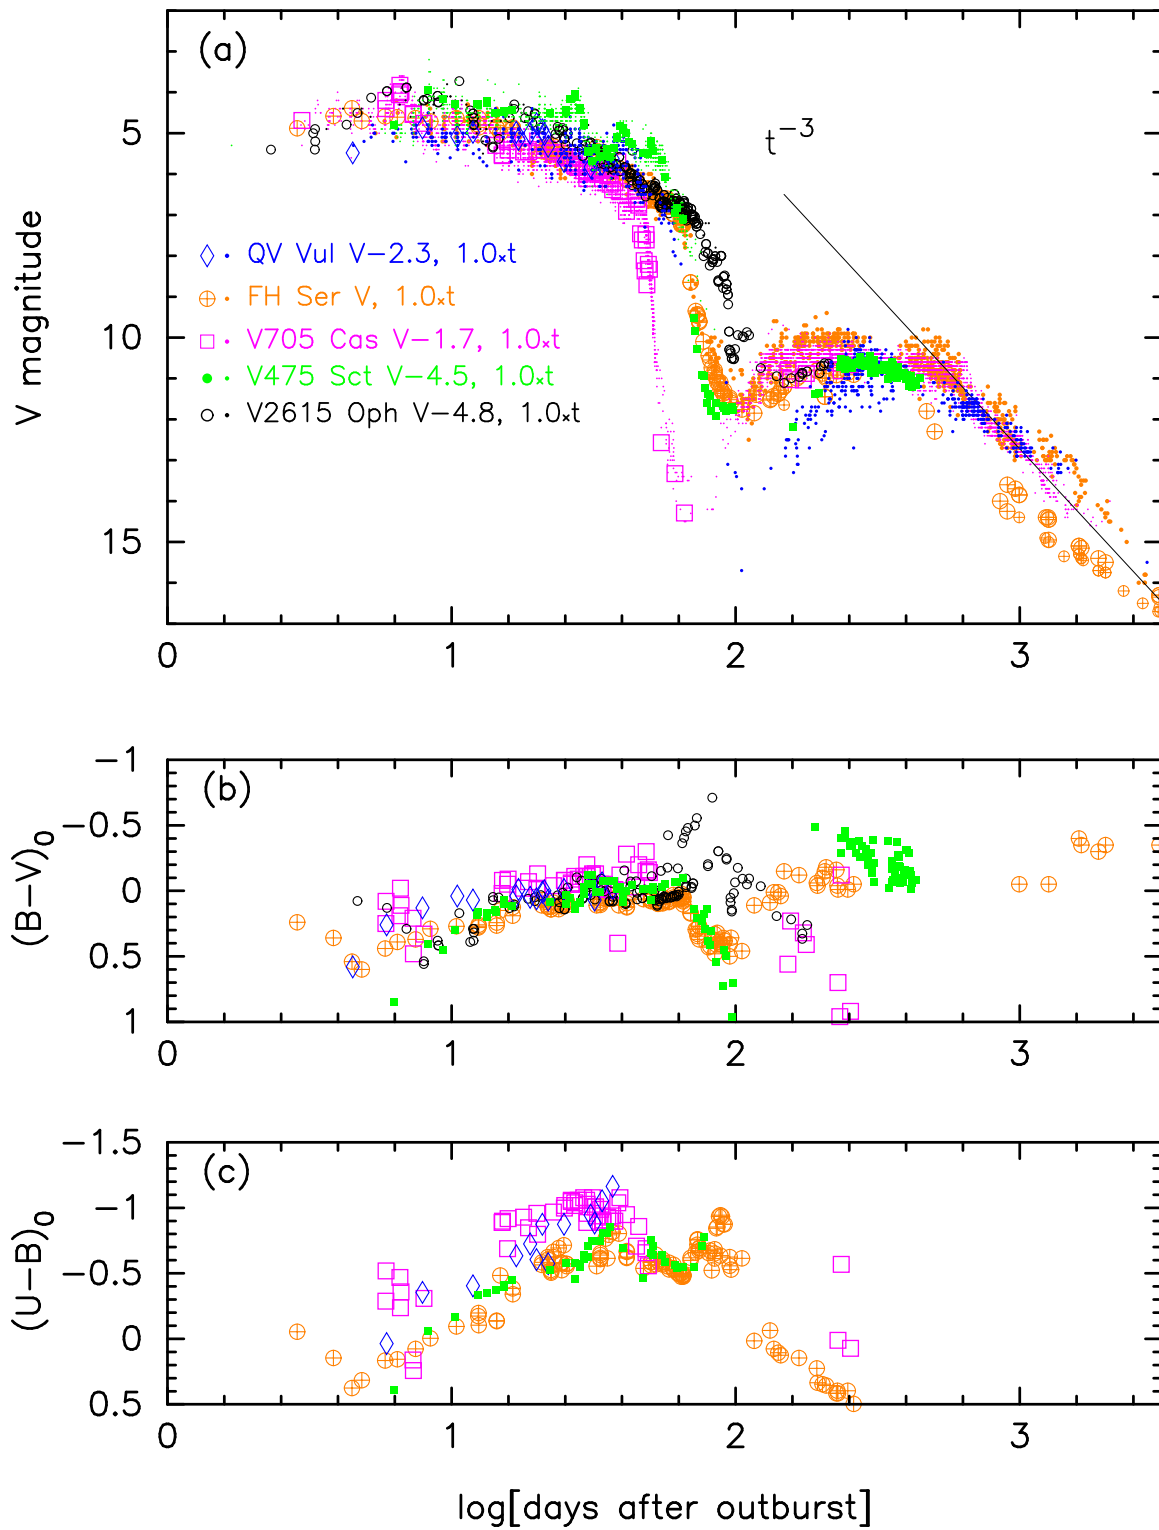 (a)
5
10
15
V magnitude
t−3
QV Vul V−2.3, 1.0×t
FH Ser V, 1.0×t
V705 Cas V−1.7, 1.0×t
V475 Sct V−4.5, 1.0×t
V2615 Oph V−4.8, 1.0×t
0 1 2 3
(b)
−1
−0.5
0
0.5
1
(B−V)0
0 1 2 3
(c)
−1.5
−1
−0.5
0
0.5
(U−B)0
0 1 2 3
log[days after outburst]